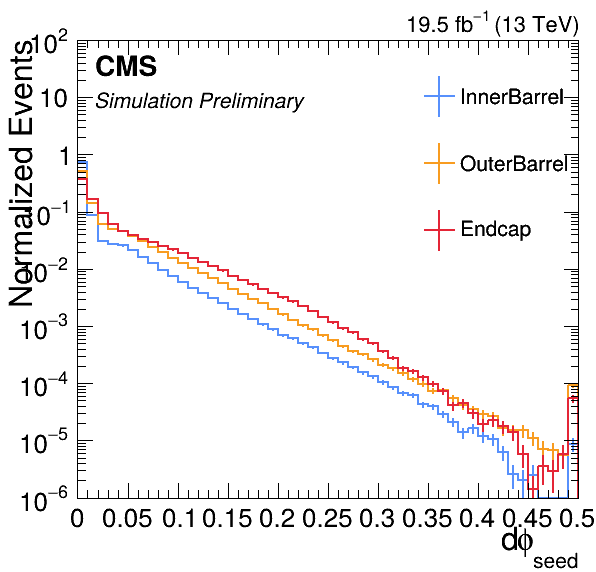 19.5 fb⁻¹ (13 TeV)
CMS
Simulation Preliminary
InnerBarrel
OuterBarrel
Endcap
Normalized Events
10²
10
1
10⁻¹
10⁻²
10⁻³
10⁻⁴
10⁻⁵
10⁻⁶
0 0.05 0.1 0.15 0.2 0.25 0.3 0.35 0.4 0.45 0.5
dϕ_seed